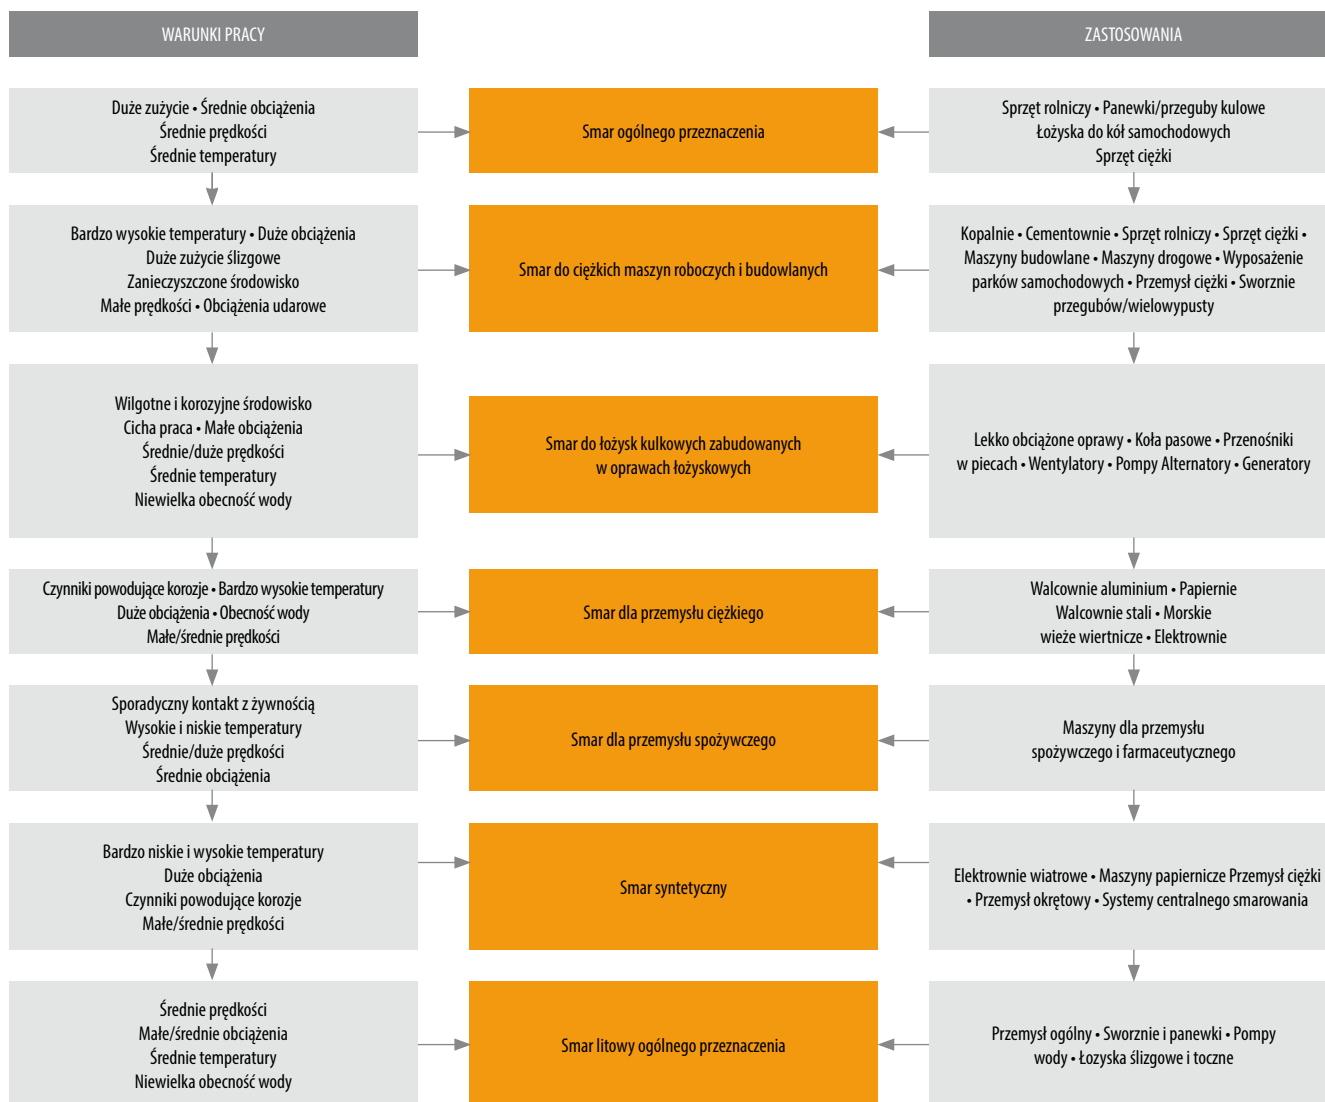 WARUNKI PRACY
ZASTOSOWANIA
Duże zużycie • Średnie obciążenia
Średnie prędkości
Średnie temperatury
Smar ogólnego przeznaczenia
Sprzęt rolniczy • Panewki/przeguby kulowe
Łożyska do kół samochodowych
Sprzęt ciężki
Bardzo wysokie temperatury • Duże obciążenia
Duże zużycie ślizgowe
Zanieczyszczone środowisko
Małe prędkości • Obciążenia udarowe
Smar do ciężkich maszyn roboczych i budowlanych
Kopalnie • Cementownie • Sprzęt rolniczy • Sprzęt ciężki •
Maszyny budowlane • Maszyny drogowe • Wyposażenie
parków samochodowych • Przemysł ciężki • Sworznie
przegubów/wielowypusty
Wilgotne i korozyjne środowisko
Cicha praca • Małe obciążenia
Średnie/duże prędkości
Średnie temperatury
Niewielka obecność wody
Smar do łożysk kulkowych zabudowanych
w oprawach łożyskowych
Lekko obciążone oprawy • Koła pasowe • Przenośniki
w piecach • Wentylatory • Pompy Alternatory • Generatory
Czynniki powodujące korozje • Bardzo wysokie temperatury
Duże obciążenia • Obecność wody
Małe/średnie prędkości
Smar dla przemysłu ciężkiego
Walcownie aluminium • Papiernie
Walcownie stali • Morskie
wieże wiertnicze • Elektrownie
Sporadyczny kontakt z żywnością
Wysokie i niskie temperatury
Średnie/duże prędkości
Średnie obciążenia
Smar dla przemysłu spożywczego
Maszyny dla przemysłu
spożywczego i farmaceutycznego
Bardzo niskie i wysokie temperatury
Duże obciążenia
Czynniki powodujące korozje
Małe/średnie prędkości
Smar syntetyczny
Elektrownie wiatrowe • Maszyny papiernicze Przemysł ciężki
• Przemysł okrętowy • Systemy centralnego smarowania
Średnie prędkości
Małe/średnie obciążenia
Średnie temperatury
Niewielka obecność wody
Smar litowy ogólnego przeznaczenia
Przemysł ogólny • Sworznie i panewki • Pompy
wody • Łozyska ślizgowe i toczne